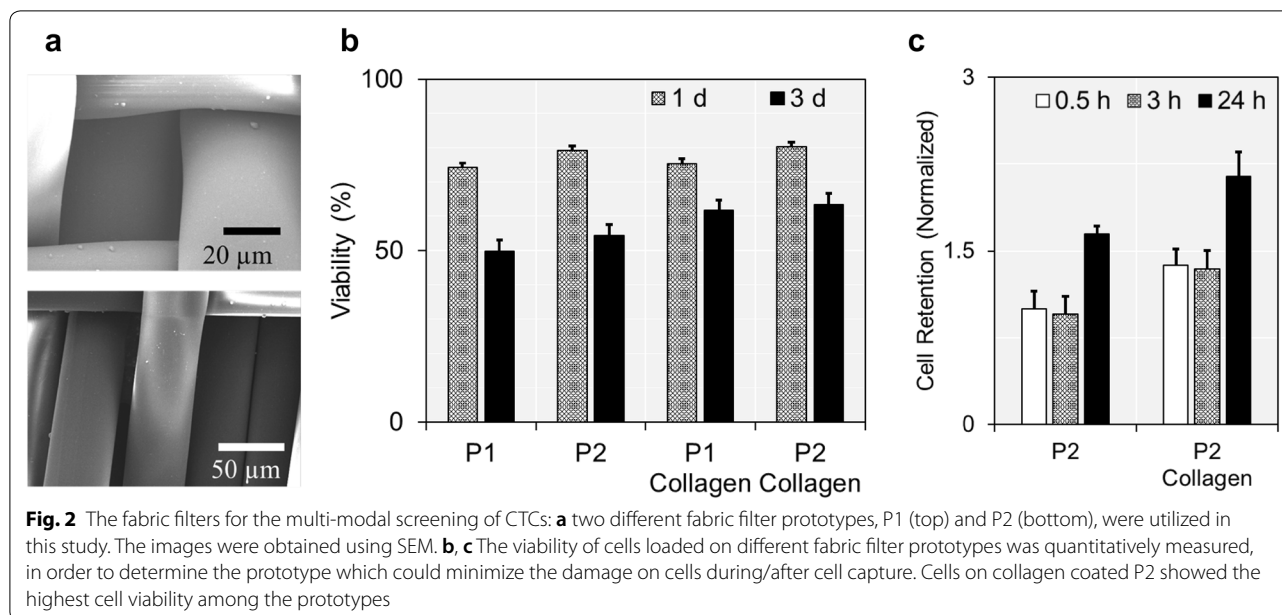 a
20 µm
50 µm
b
100
50
0
Viability (%)
1 d 3 d
P1 P2 P1 P2
Collagen Collagen
c
3
1.5
0
Cell Retention (Normalized)
0.5 h 3 h 24 h
P2 P2
Collagen
Fig. 2 The fabric filters for the multi-modal screening of CTCs: a two different fabric filter prototypes, P1 (top) and P2 (bottom), were utilized in
this study. The images were obtained using SEM. b, c The viability of cells loaded on different fabric filter prototypes was quantitatively measured,
in order to determine the prototype which could minimize the damage on cells during/after cell capture. Cells on collagen coated P2 showed the
highest cell viability among the prototypes